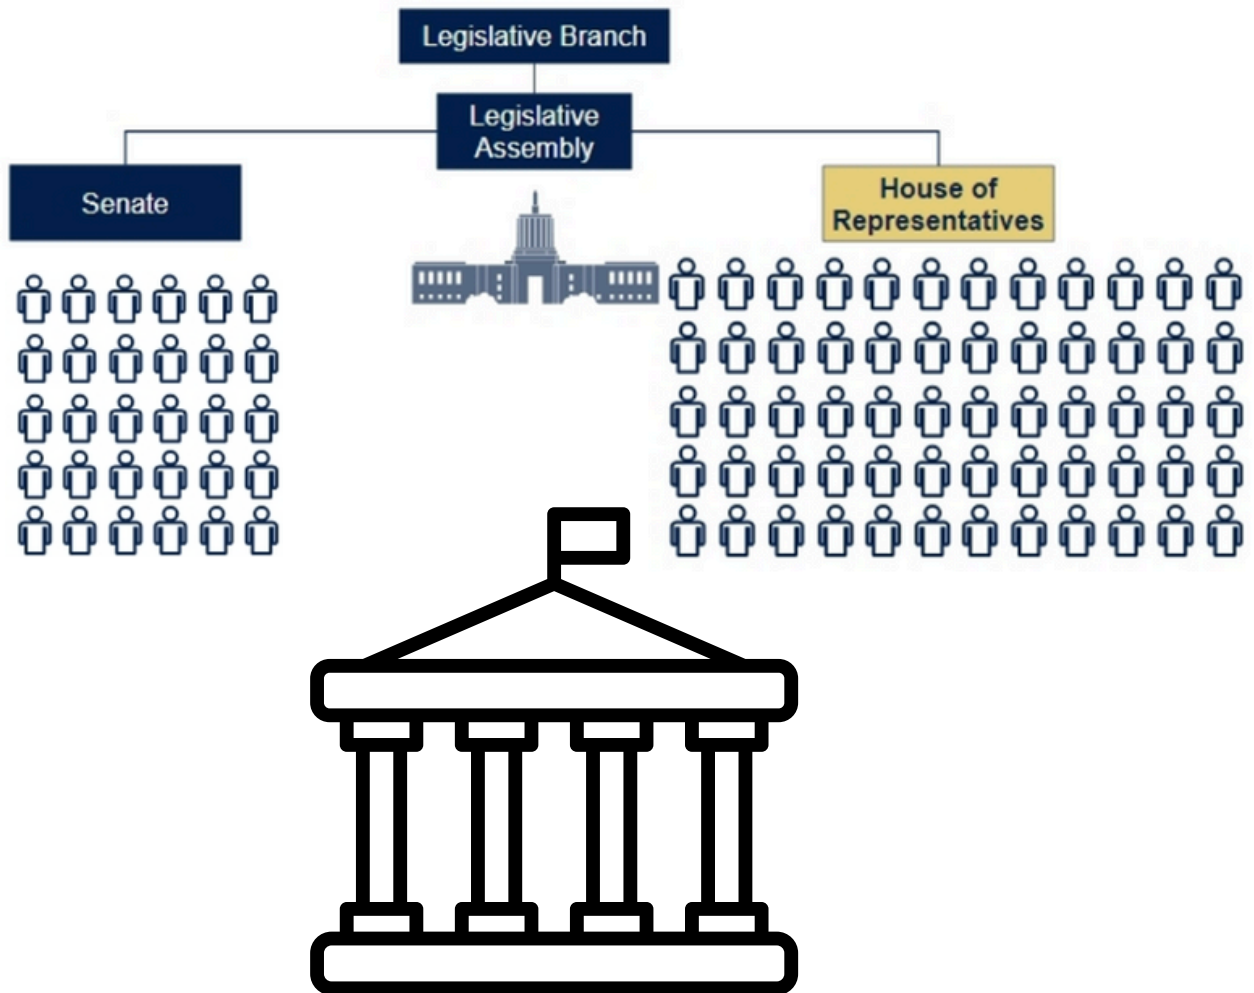 Legislative Branch
Legislative
Assembly
Senate
House of
Representatives